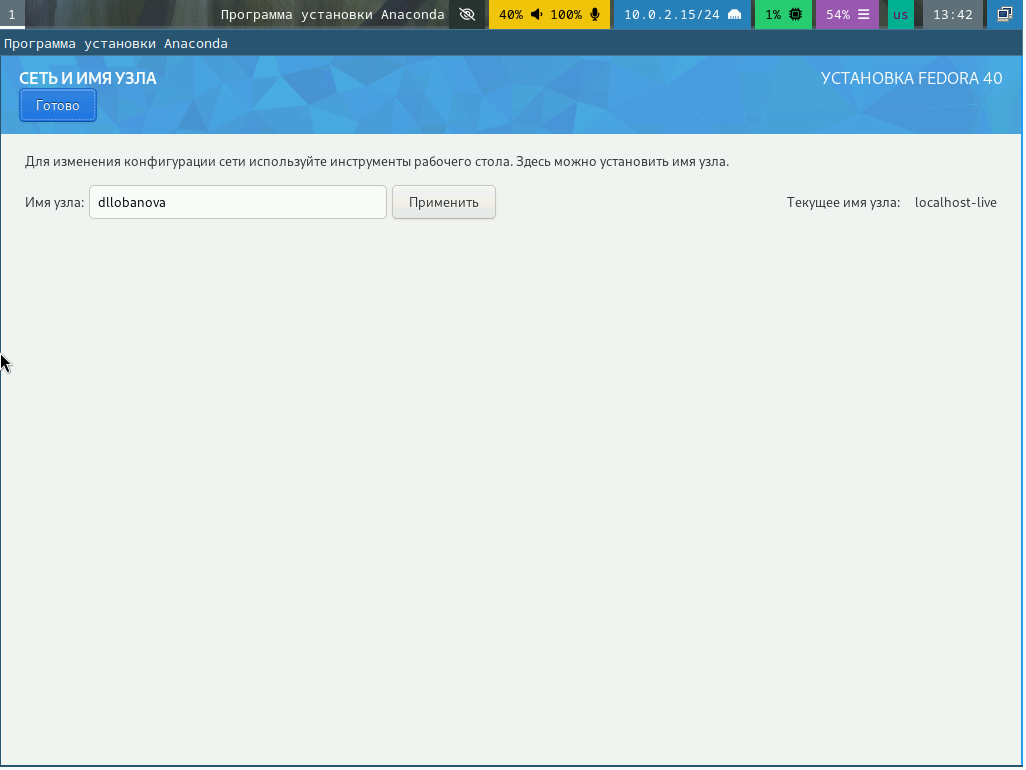 1 Программа установки Anaconda 40% 100% 10.0.2.15/24 1% 54% us 13:42
Программа установки Anaconda
СЕТЬ И ИМЯ УЗЛА УСТАНОВКА FEDORA 40
Готово
Для изменения конфигурации сети используйте инструменты рабочего стола. Здесь можно установить имя узла.
Имя узла: dllobanova Применить Текущее имя узла: localhost-live